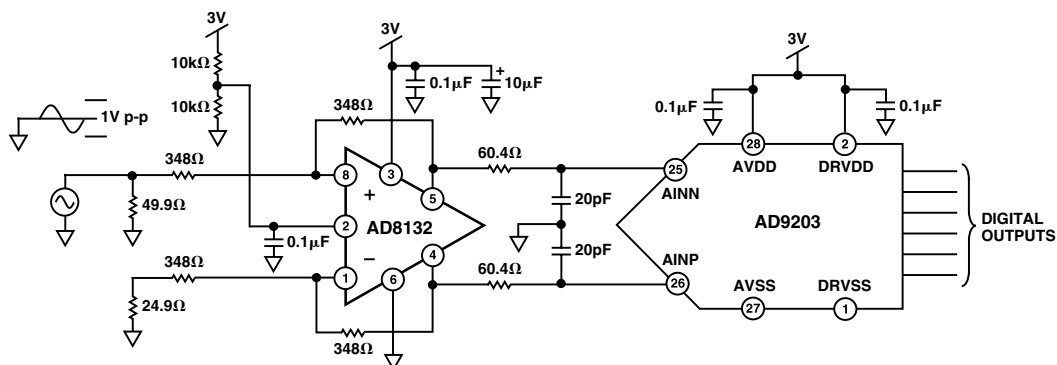 3V
10kΩ
10kΩ
1V p-p
348Ω
49.9Ω
348Ω
24.9Ω
0.1μF
3V
0.1μF
+
10μF
348Ω
8
+
3
5
2
AD8132
1
−
6
4
348Ω
60.4Ω
20pF
20pF
60.4Ω
3V
0.1μF
0.1μF
28
2
AVDD
DRVDD
25
AINN
AD9203
AINP
26
AVSS
DRVSS
27
1
DIGITAL
OUTPUTS